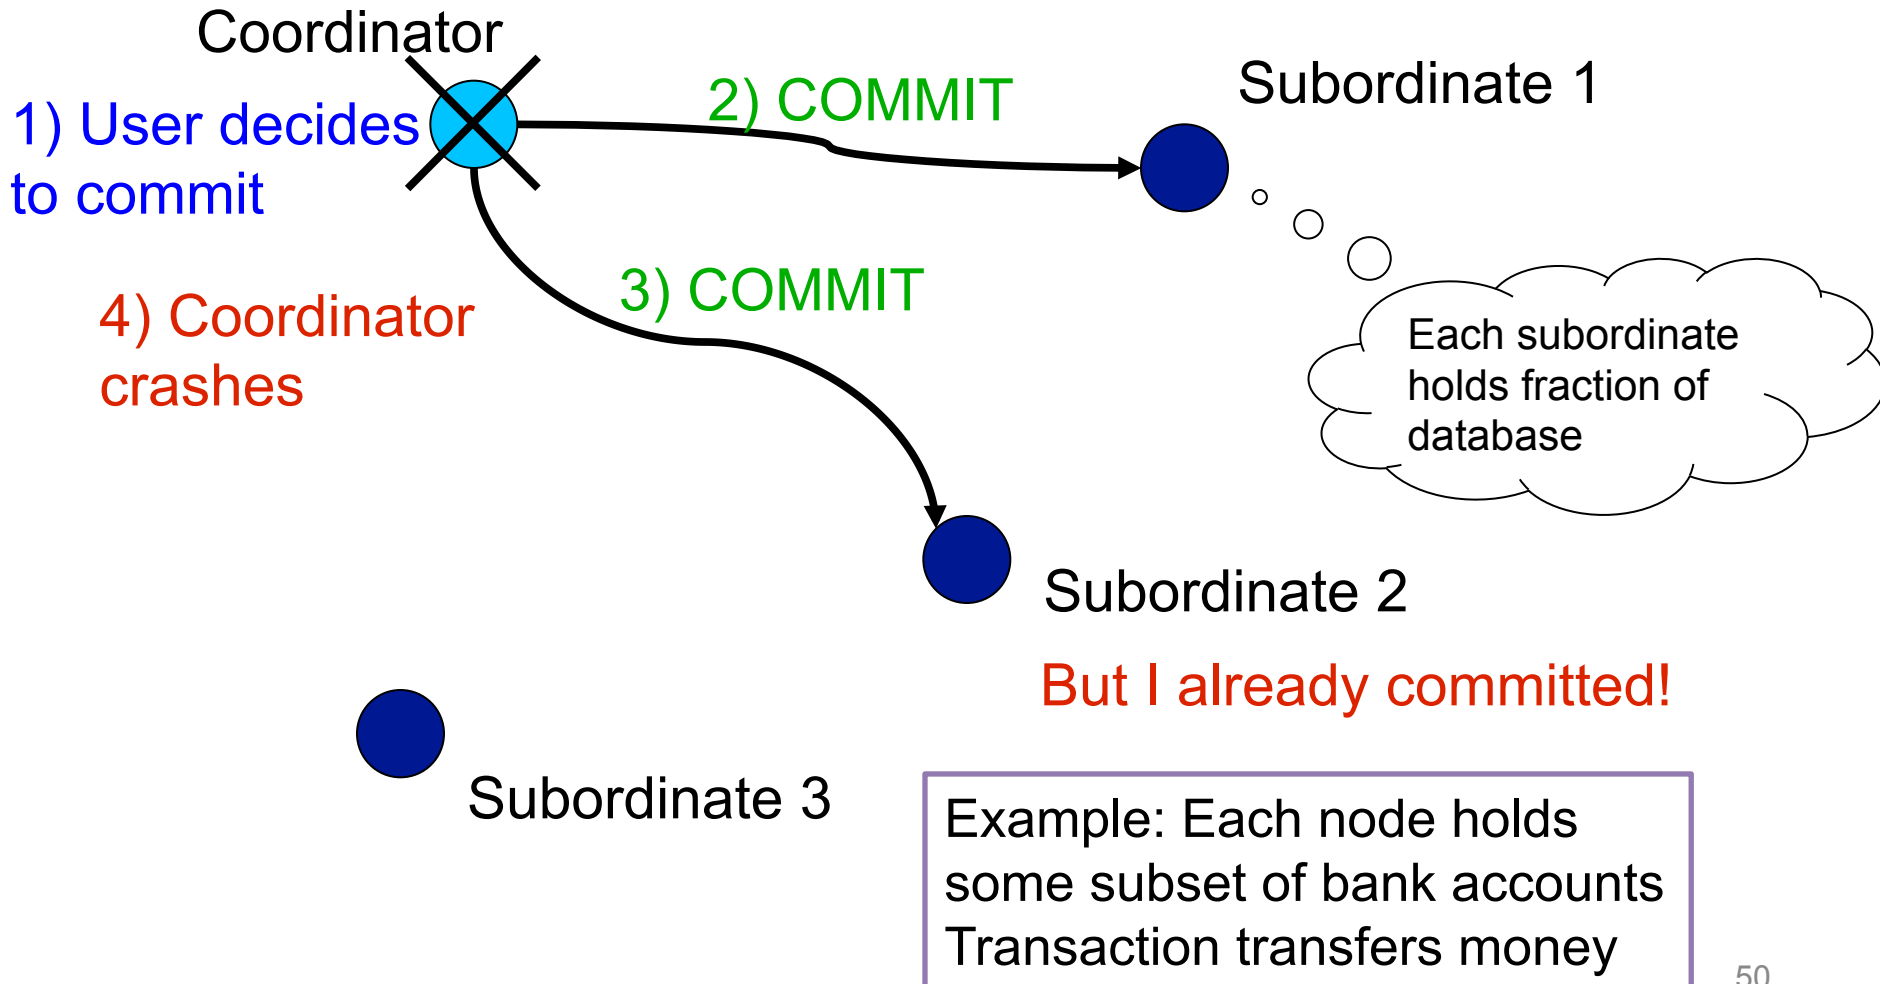 Coordinator
1) User decides
to commit
2) COMMIT
Subordinate 1
3) COMMIT
4) Coordinator
crashes
Each subordinate
holds fraction of
database
Subordinate 2
But I already committed!
Subordinate 3
Example: Each node holds
some subset of bank accounts
Transaction transfers money
50